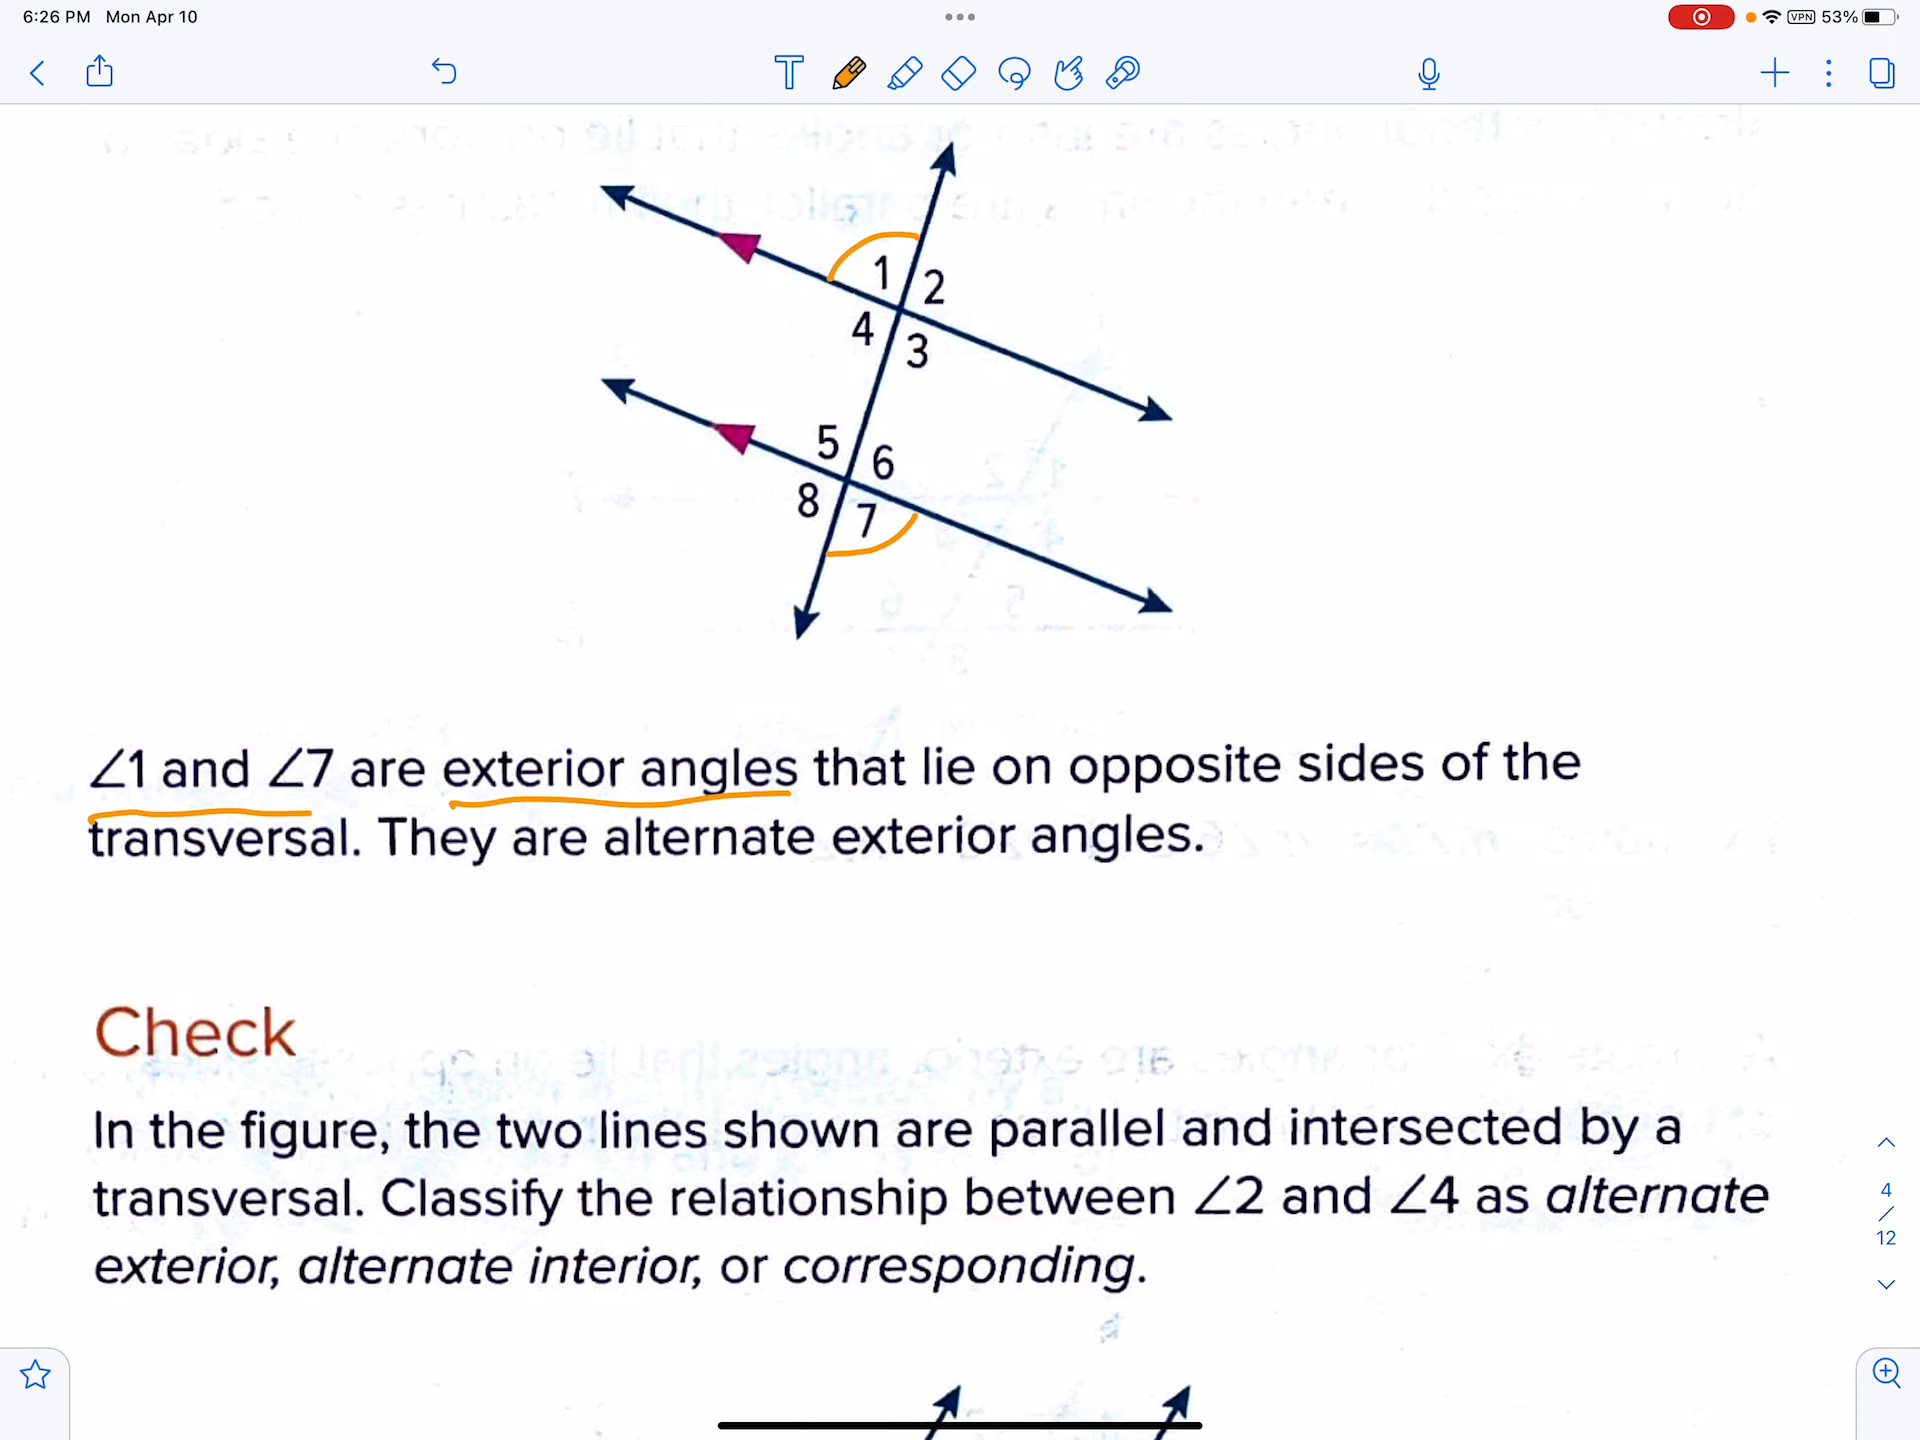 6:26 PM Mon Apr 10
VPN 53%
T
1
2
4
3
5
6
8
7
∠1 and ∠7 are exterior angles that lie on opposite sides of the
transversal. They are alternate exterior angles.
Check
In the figure, the two lines shown are parallel and intersected by a
transversal. Classify the relationship between ∠2 and ∠4 as alternate
exterior, alternate interior, or corresponding.
4
/
12